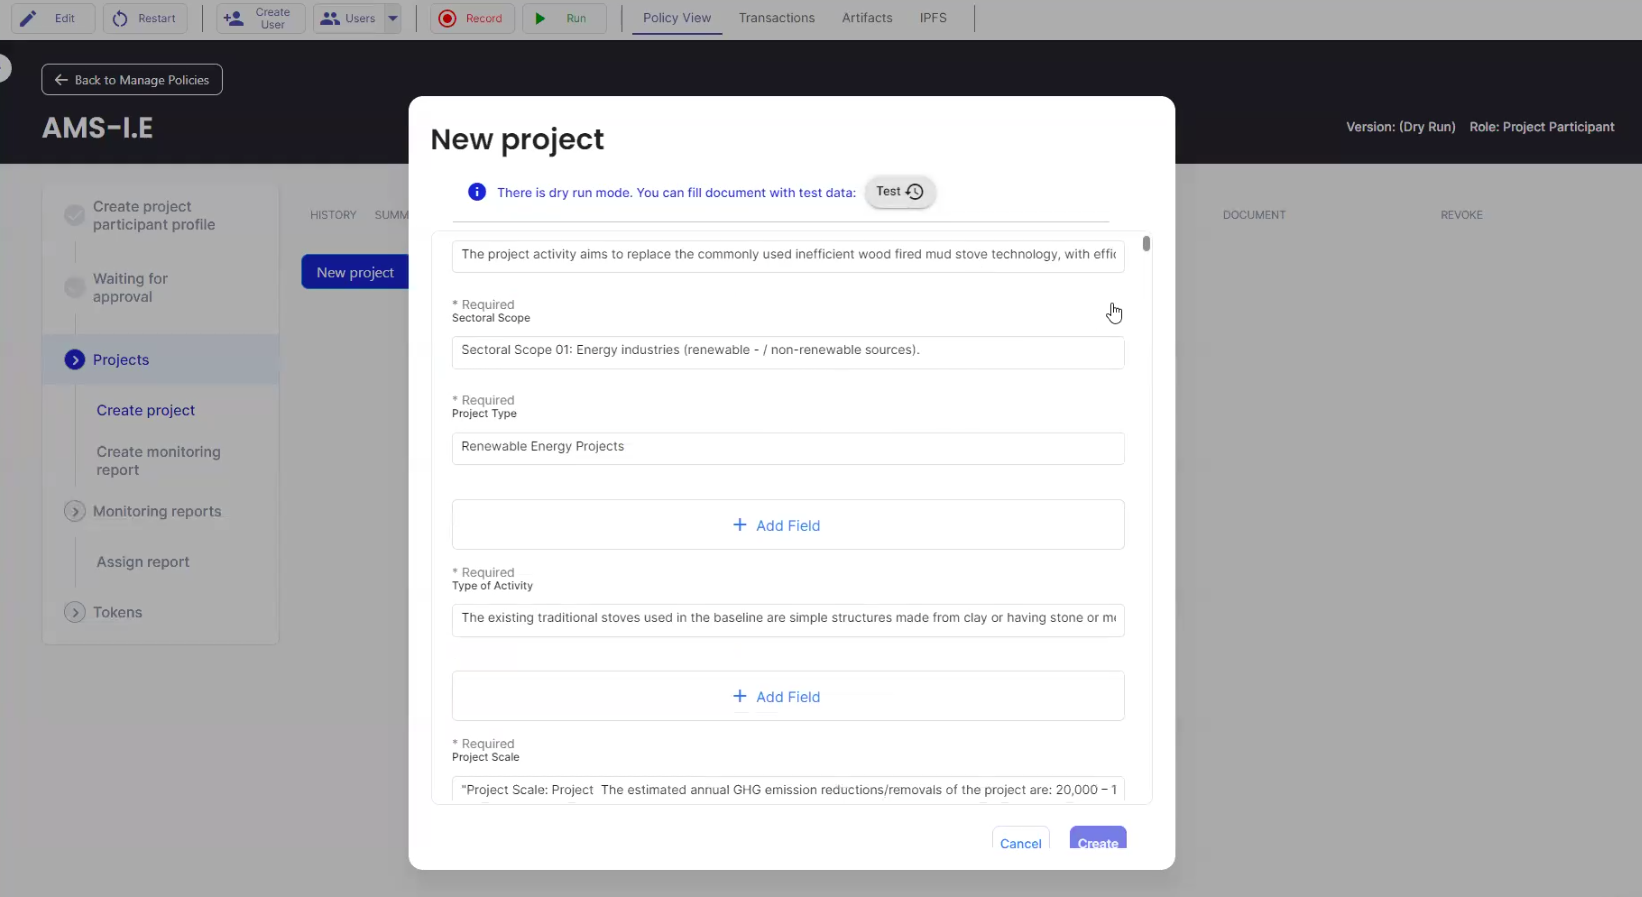 Edit
Restart
Create
User
Users
Record
Run
Policy View
Transactions
Artifacts
IPFS
Back to Manage Policies
AMS-I.E
Version: (Dry Run)
Role: Project Participant
Create project
participant profile
Waiting for
approval
Projects
Create project
Create monitoring
report
Monitoring reports
Assign report
Tokens
HISTORY
SUMM
DOCUMENT
REVOKE
New project
New project
There is dry run mode. You can fill document with test data:
Test
The project activity aims to replace the commonly used inefficient wood fired mud stove technology, with effic
* Required
Sectoral Scope
Sectoral Scope 01: Energy industries (renewable - / non-renewable sources).
* Required
Project Type
Renewable Energy Projects
+ Add Field
* Required
Type of Activity
The existing traditional stoves used in the baseline are simple structures made from clay or having stone or me
+ Add Field
* Required
Project Scale
"Project Scale: Project  The estimated annual GHG emission reductions/removals of the project are: 20,000 – 1
Cancel
Create